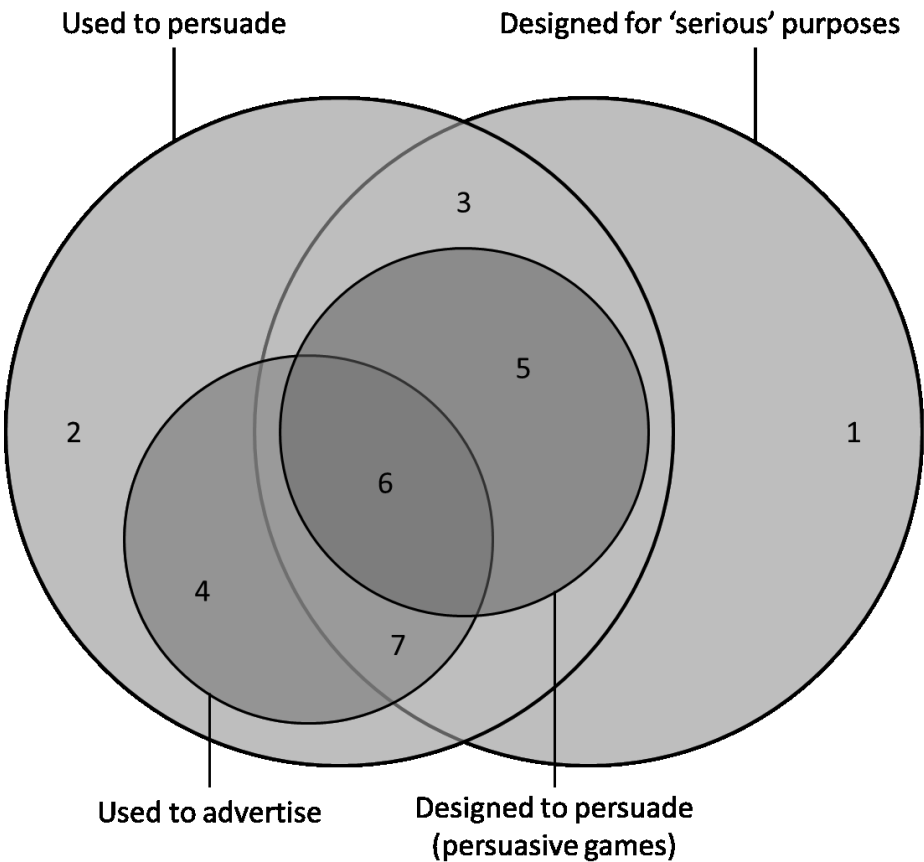 Used to persuade
Designed for ‘serious’ purposes
3
5
2
1
6
4
7
Used to advertise
Designed to persuade
(persuasive games)